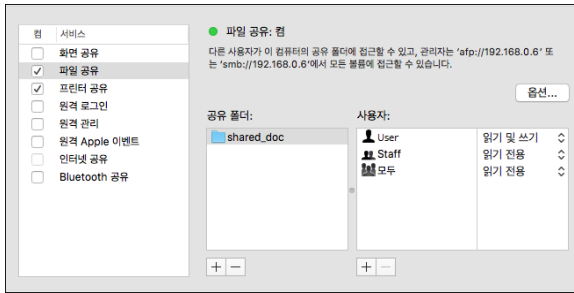 켬 서비스
화면 공유
파일 공유
프린터 공유
원격 로그인
원격 관리
원격 Apple 이벤트
인터넷 공유
Bluetooth 공유
파일 공유: 켬
다른 사용자가 이 컴퓨터의 공유 폴더에 접근할 수 있고, 관리자는 'afp://192.168.0.6' 또
는 'smb://192.168.0.6'에서 모든 볼륨에 접근할 수 있습니다.
옵션...
공유 폴더:
shared_doc
사용자:
User 읽기 및 쓰기
Staff 읽기 전용
모두 읽기 전용